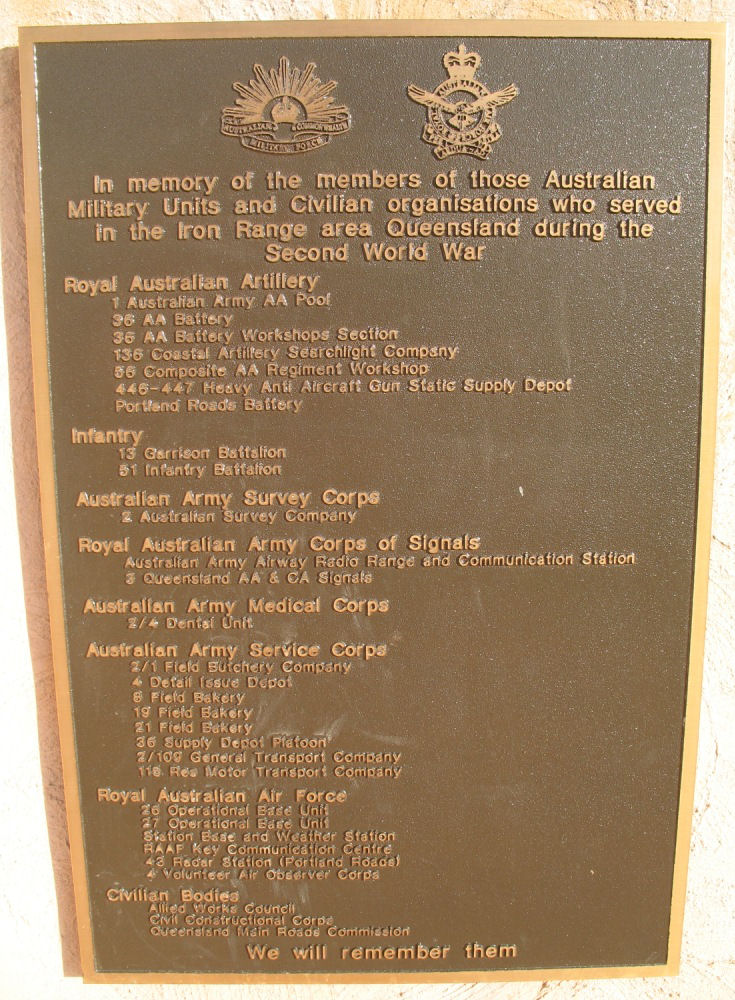 AUSTRALIAN COMMONWEALTH
MILITARY FORCES
AUSTRALIAN
In memory of the members of those Australian
Military Units and Civilian organisations who served
in the Iron Range area Queensland during the
Second World War
Royal Australian Artillery
1 Australian Army AA Pool
36 AA Battery
36 AA Battery Workshops Section
136 Coastal Artillery Searchlight Company
56 Composite AA Regiment Workshop
446-447 Heavy Anti Aircraft Gun Static Supply Depot
Portland Roads Battery
Infantry
13 Garrison Battalion
51 Infantry Battalion
Australian Army Survey Corps
2 Australian Survey Company
Royal Australian Army Corps of Signals
Australian Army Airway Radio Range and Communication Station
3 Queensland AA & CA Signals
Australian Army Medical Corps
2/4 Dental Unit
Australian Army Service Corps
2/1 Field Butchery Company
4 Detail Issue Depot
Field Bakery
19 Field Bakery
21 Field Bakery
36 Supply Depot Platoon
2/109 General Transport Company
Res Motor Transport Company
Royal Australian Air Force
26 Operational Base Unit
27 Operational Base Unit
Station Base and Weather Station
RAAF Key Communication Centre
43 Radar Station (Portland Roads)
4 Volunteer Air Observer Corps
Civilian Bodies
Allied Works Council
Civil Constructional Corps
Queensland Main Roads Commission
We will remember them